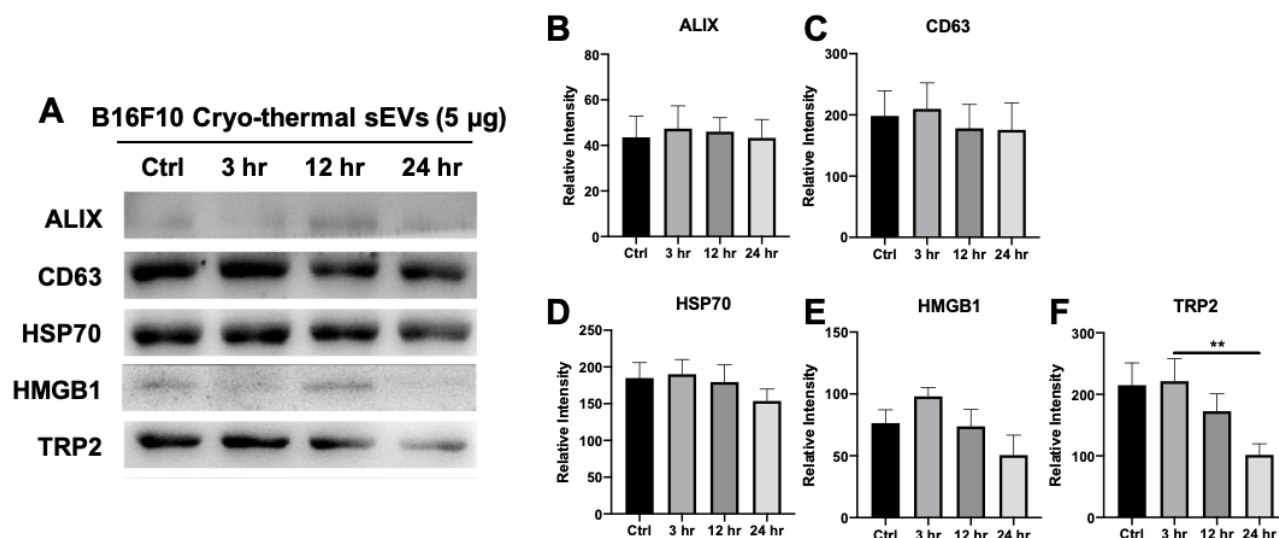 A
B16F10 Cryo-thermal sEVs (5 µg)
Ctrl 3 hr 12 hr 24 hr
ALIX
CD63
HSP70
HMGB1
TRP2
B
ALIX
Relative Intensity
80
60
40
20
0
Ctrl 3 hr 12 hr 24 hr
C
CD63
Relative Intensity
300
200
100
0
Ctrl 3 hr 12 hr 24 hr
D
HSP70
Relative Intensity
250
200
150
100
50
0
Ctrl 3 hr 12 hr 24 hr
E
HMGB1
Relative Intensity
150
100
50
0
Ctrl 3 hr 12 hr 24 hr
F
TRP2
Relative Intensity
300
200
100
0
**
Ctrl 3 hr 12 hr 24 hr